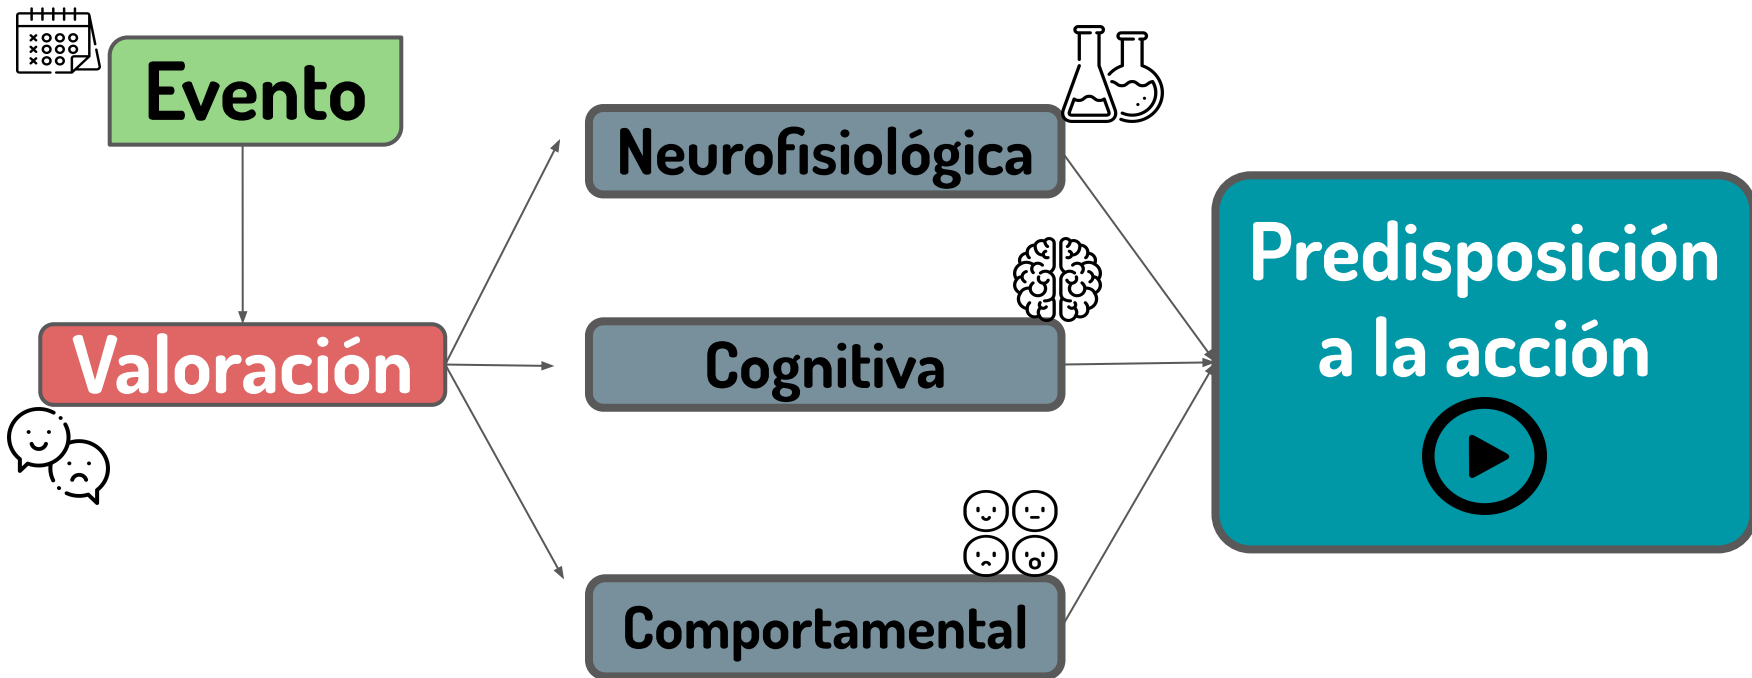 Evento
Valoración
Neurofisiológica
Cognitiva
Comportamental
Predisposición
a la acción